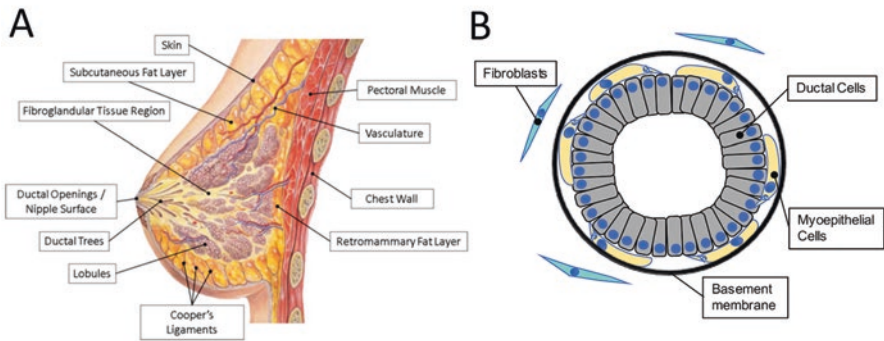 A
Skin
Subcutaneous Fat Layer
Fibroglandular Tissue Region
Ductal Openings /
Nipple Surface
Ductal Trees
Lobules
Cooper's
Ligaments
Pectoral Muscle
Vasculature
Chest Wall
Retromammary Fat Layer
B
Fibroblasts
Ductal Cells
Myoepithelial
Cells
Basement
membrane